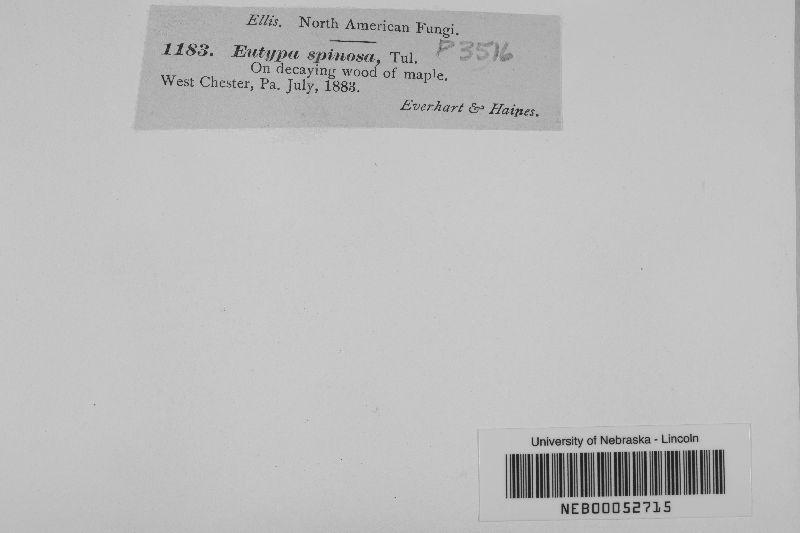 Ellis. North American Fungi.
1183. Eutypa spinosa, Tul. P3516
On decaying wood of maple.
West Chester, Pa. July, 1883.
Everhart & Haines.
University of Nebraska - Lincoln
NEB00052715